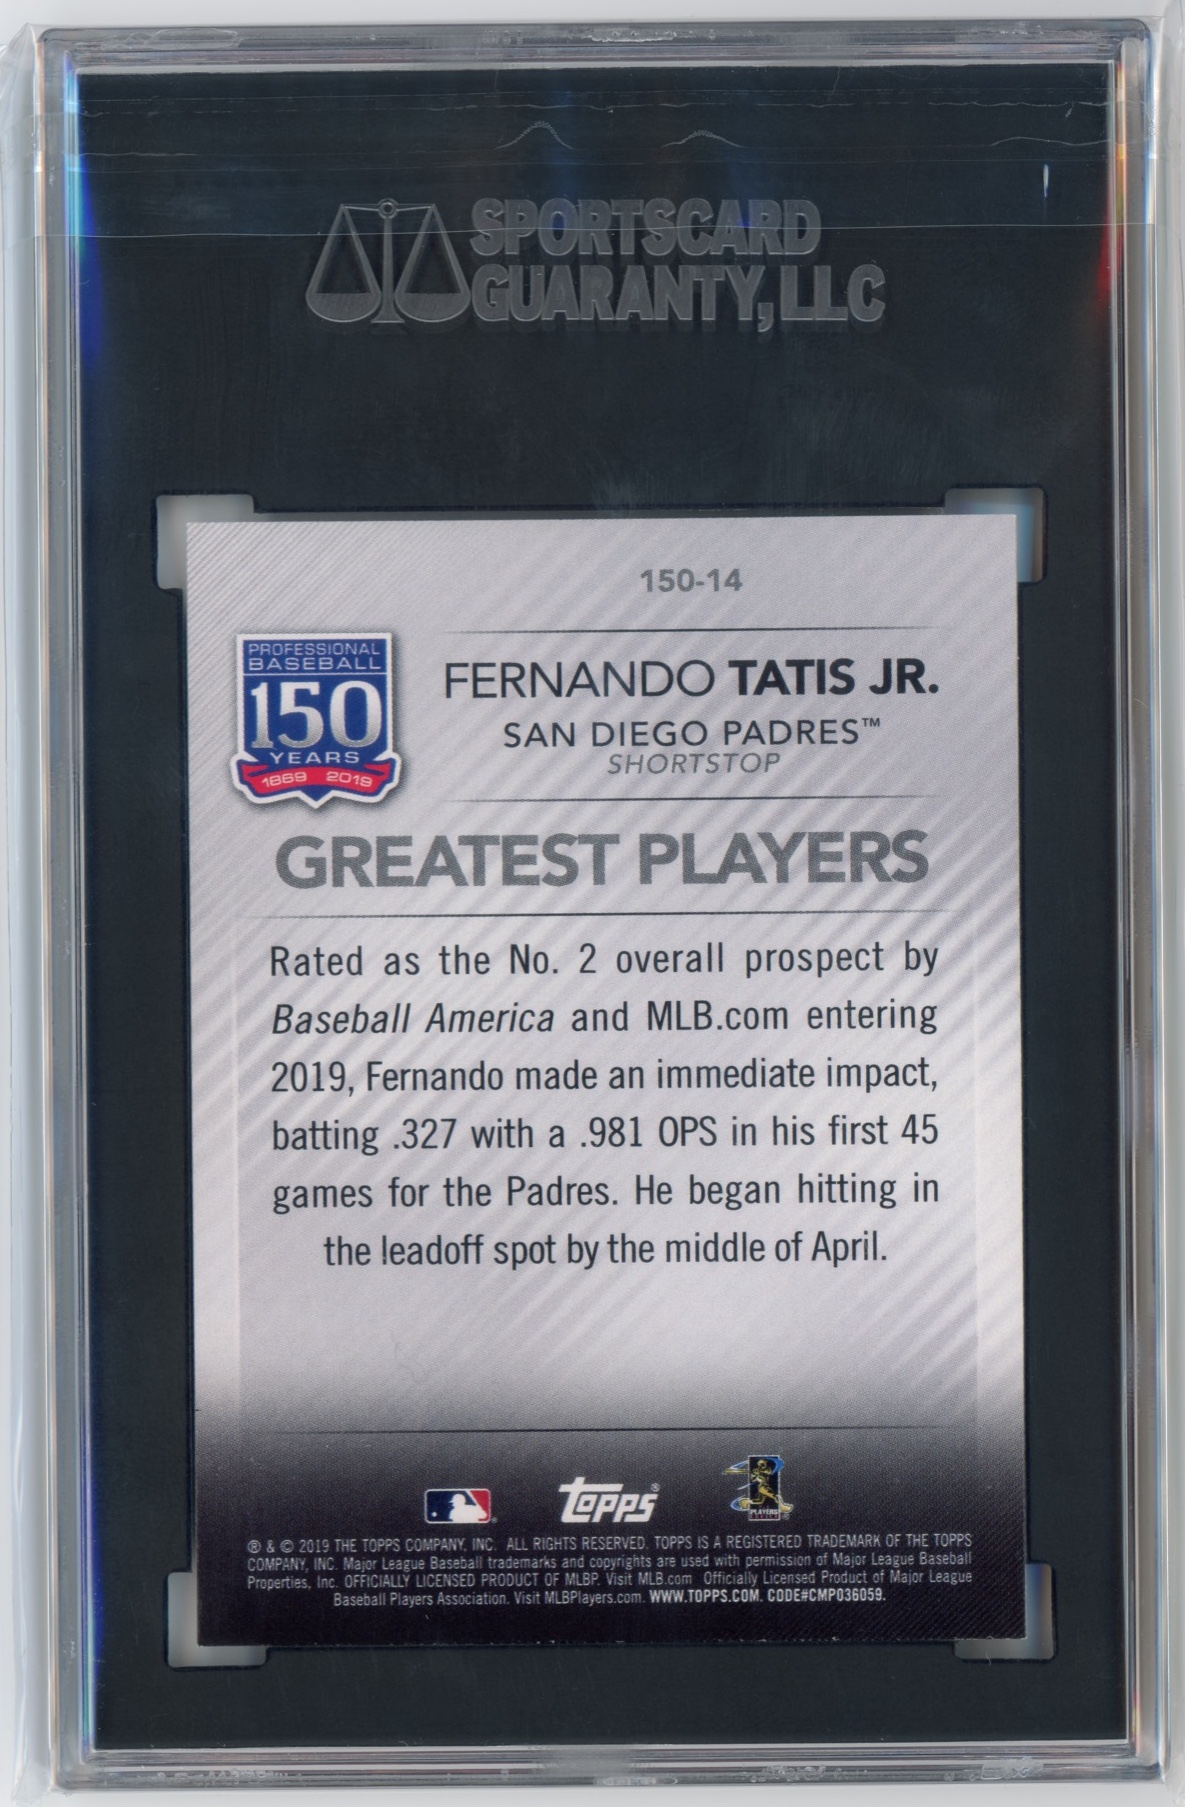 SPORTSCARD
GUARANTY, LLC
150-14
PROFESSIONAL
BASEBALL
150
YEARS
1869 2019
FERNANDO TATIS JR.
SAN DIEGO PADRES™
SHORTSTOP
GREATEST PLAYERS
Rated as the No. 2 overall prospect by
Baseball America and MLB.com entering
2019, Fernando made an immediate impact,
batting .327 with a .981 OPS in his first 45
games for the Padres. He began hitting in
the leadoff spot by the middle of April.
topps®
PLAYERS
® & © 2019 THE TOPPS COMPANY, INC. ALL RIGHTS RESERVED. TOPPS IS A REGISTERED TRADEMARK OF THE TOPPS
COMPANY, INC. Major League Baseball trademarks and copyrights are used with permission of Major League Baseball
Properties, Inc. OFFICIALLY LICENSED PRODUCT OF MLBP. Visit MLB.com Officially Licensed Product of Major League
Baseball Players Association. Visit MLBPlayers.com. WWW.TOPPS.COM. CODE#CMP036059.